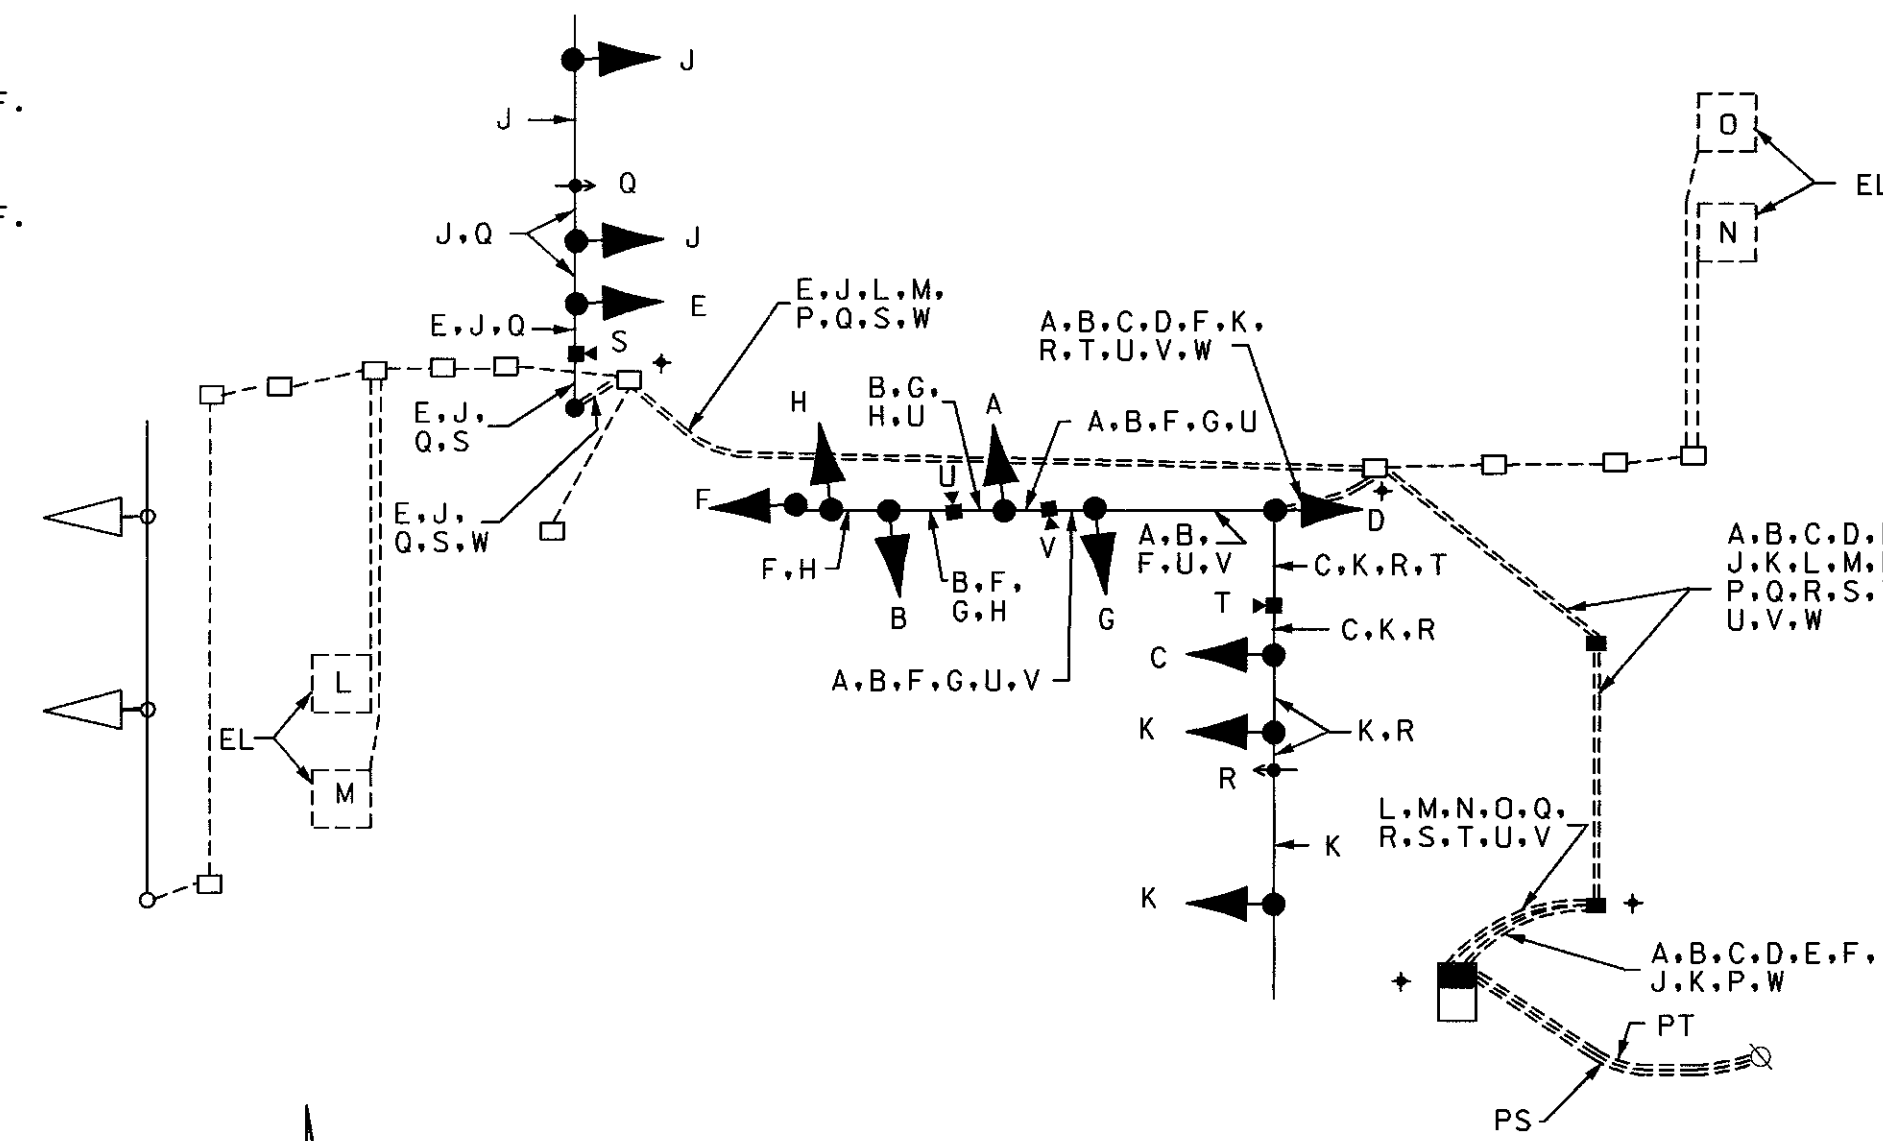 F.
F.
J
J
Q
J,Q
J
E
E,J,Q
S
E,J,
Q,S
E,J,
Q,S,W
E,J,L,M,
P,Q,S,W
A,B,C,D,F,K,
R,T,U,V,W
O
N
EL
H
B,G,
H,U
A
A,B,F,G,U
F
U
V
D
F,H
B
B,F,
G,H
G
A,B,
F,U,V
A,B,F,G,U,V
C,K,R,T
T
C,K,R
C
K
K,R
R
K
K
L
M
EL
A,B,C,D,
J,K,L,M,
P,Q,R,S,
U,V,W
L,M,N,O,Q,
R,S,T,U,V
A,B,C,D,E,F,
J,K,P,W
PT
PS